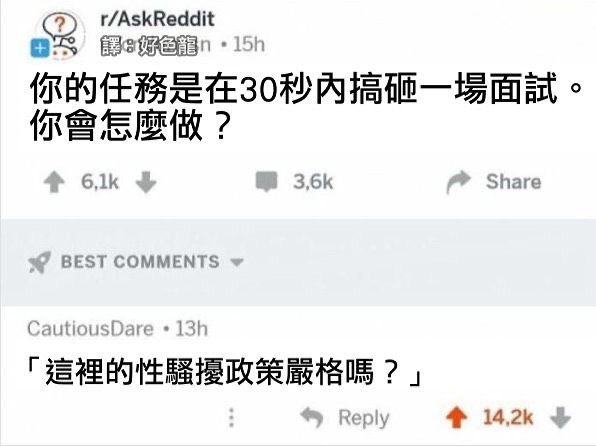 r/AskReddit
譯：好色龍 • 15h
你的任務是在30秒內搞砸一場面試。
你會怎麼做？
6,1k 3,6k Share
BEST COMMENTS
CautiousDare • 13h
「這裡的性騷擾政策嚴格嗎？」
Reply 14,2k